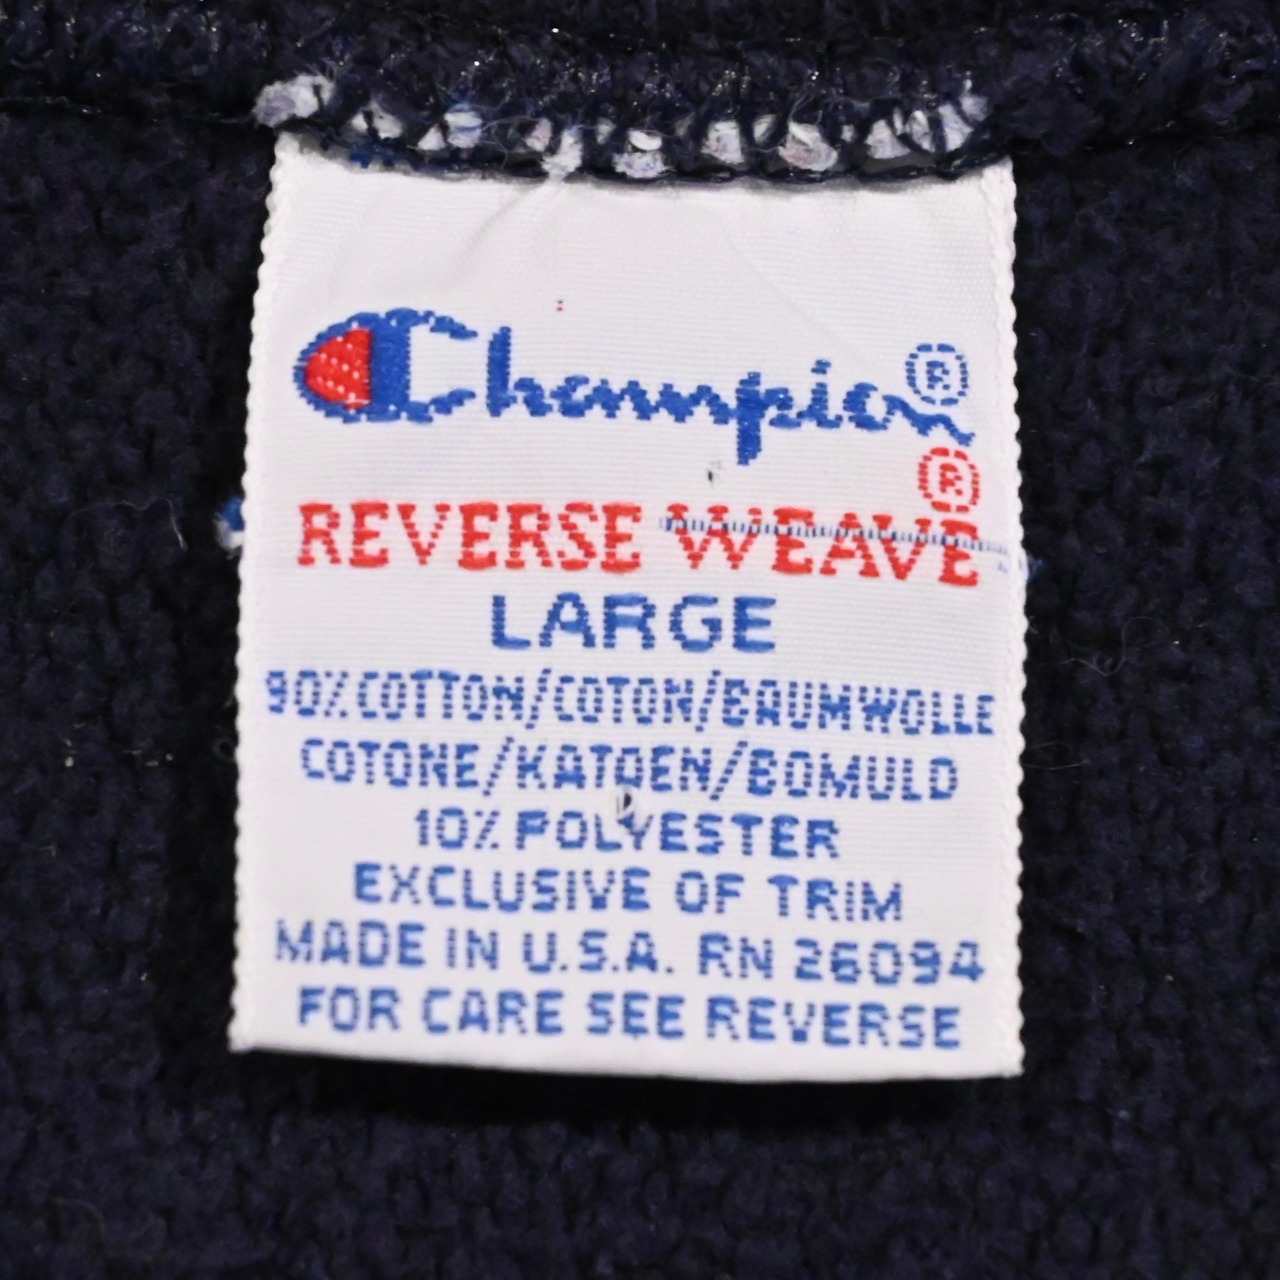 Champion®
REVERSE WEAVE®
LARGE
90% COTTON/COTON/BAUMWOLLE
COTONE/KATOEN/BOMULD
10% POLYESTER
EXCLUSIVE OF TRIM
MADE IN U.S.A. RN 26094
FOR CARE SEE REVERSE